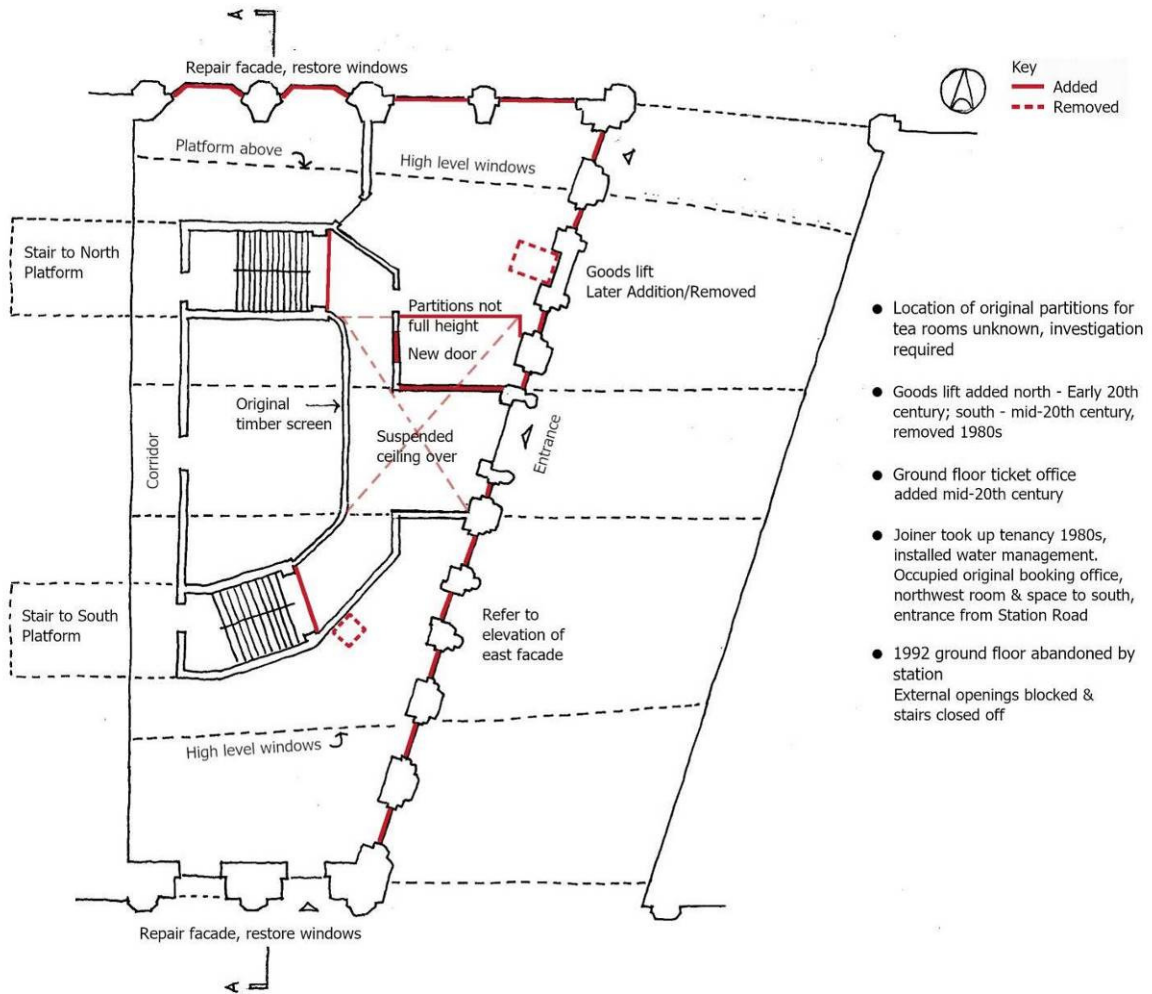 A
Repair facade, restore windows
Key
Added
Removed
Platform above
High level windows
Stair to North
Platform
Goods lift
Later Addition/Removed
Partitions not
full height
New door
Original
timber screen
Suspended
ceiling over
Entrance
Corridor
Stair to South
Platform
Refer to
elevation of
east facade
High level windows
Repair facade, restore windows
A
● Location of original partitions for
tea rooms unknown, investigation
required
● Goods lift added north - Early 20th
century; south - mid-20th century,
removed 1980s
● Ground floor ticket office
added mid-20th century
● Joiner took up tenancy 1980s,
installed water management.
Occupied original booking office,
northwest room & space to south,
entrance from Station Road
● 1992 ground floor abandoned by
station
External openings blocked &
stairs closed off